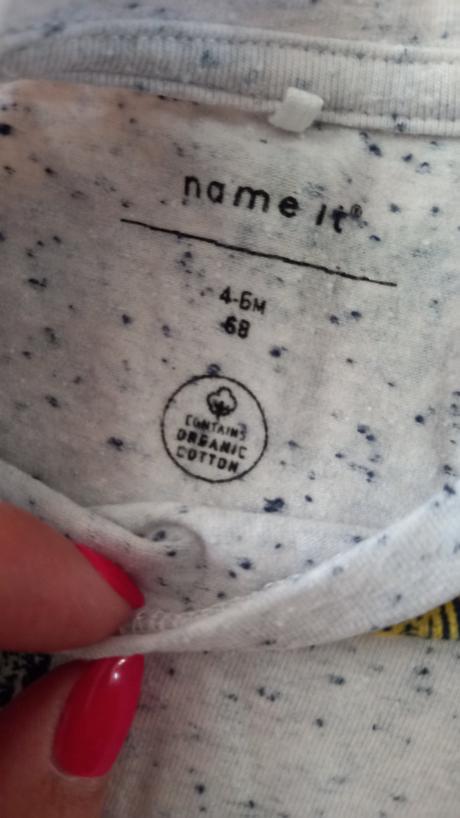 name it®
4-6M
68
CONTAINS
ORGANIC
COTTON